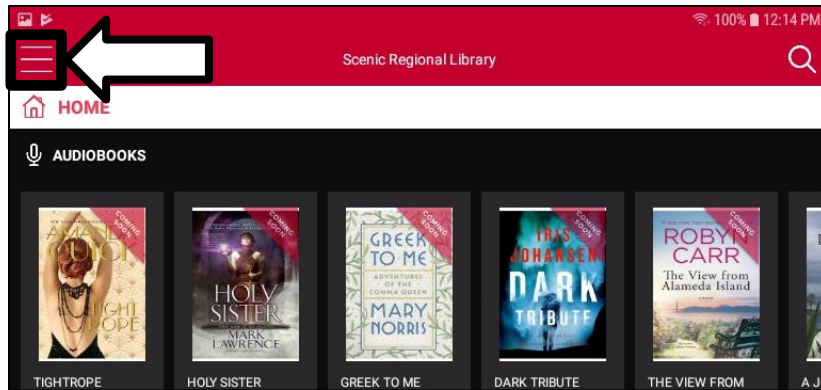 100% 12:14 PM
Scenic Regional Library
HOME
AUDIOBOOKS
COMING SOON
AMANDA
QUICK
TIGHT
ROPE
COMING SOON
HOLY
SISTER
MARK
LAWRENCE
COMING SOON
GREEK
TO ME
ADVENTURES
OF THE
COMMA QUEEN
MARY
NORRIS
COMING SOON
IRIS
JOHANSEN
DARK
TRIBUTE
COMING SOON
ROBYN
CARR
The View from
Alameda Island
TIGHTROPE
HOLY SISTER
GREEK TO ME
DARK TRIBUTE
THE VIEW FROM
A J